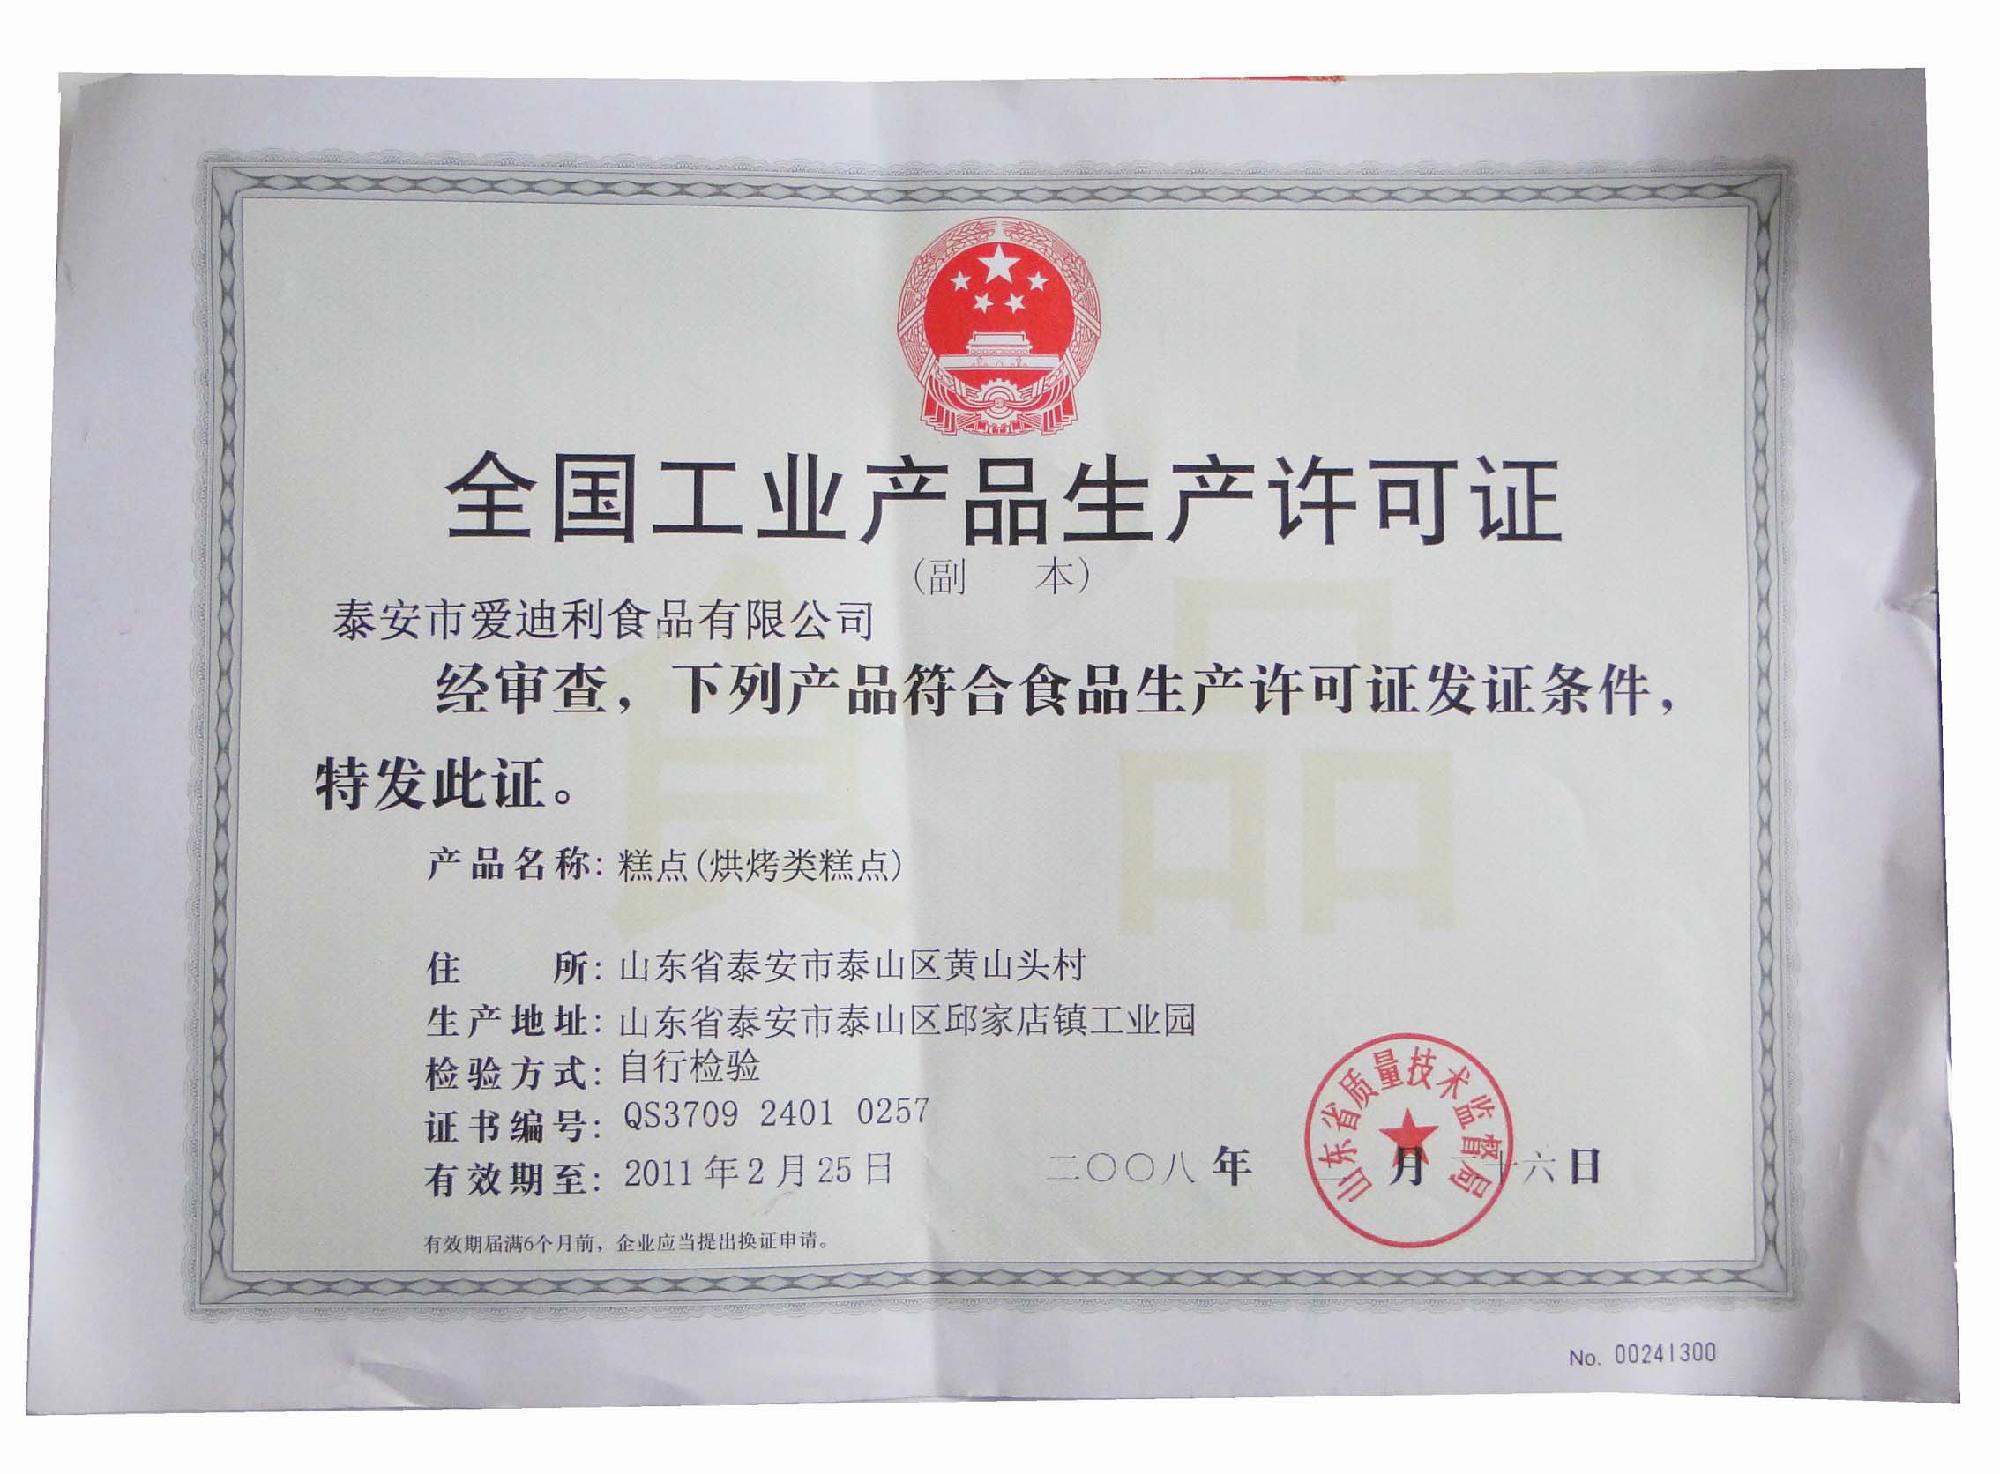 全国工业产品生产许可证
(副 本)
泰安市爱迪利食品有限公司
经审查，下列产品符合食品生产许可证发证条件，
特发此证。
产品名称：糕点(烘烤类糕点)
住 所：山东省泰安市泰山区黄山头村
生产地址：山东省泰安市泰山区邱家店镇工业园
检验方式：自行检验
证书编号：QS3709 2401 0257
有效期至：2011年2月25日
二〇〇八年 月 十六日
山东省质量技术监督局
有效期届满6个月前，企业应当提出换证申请。
No. 00241300
食品